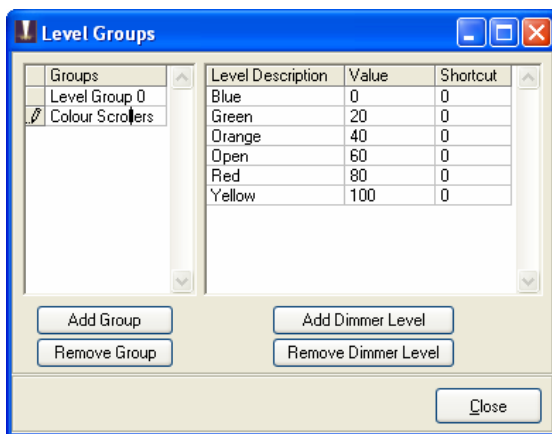 Level Groups
Groups
Level Group 0
Colour Scrollers
Level Description Value Shortcut
Blue 0 0
Green 20 0
Orange 40 0
Open 60 0
Red 80 0
Yellow 100 0
Add Group
Remove Group
Add Dimmer Level
Remove Dimmer Level
Close